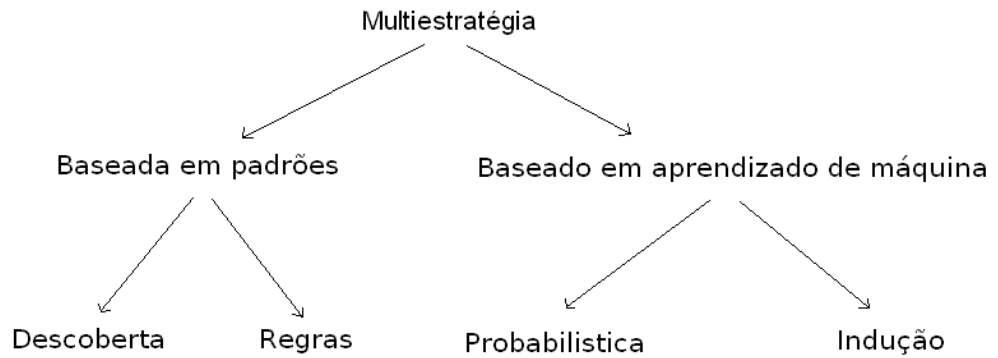 Multiestratégia
Baseada em padrões
Baseado em aprendizado de máquina
Descoberta
Regras
Probabilistica
Indução